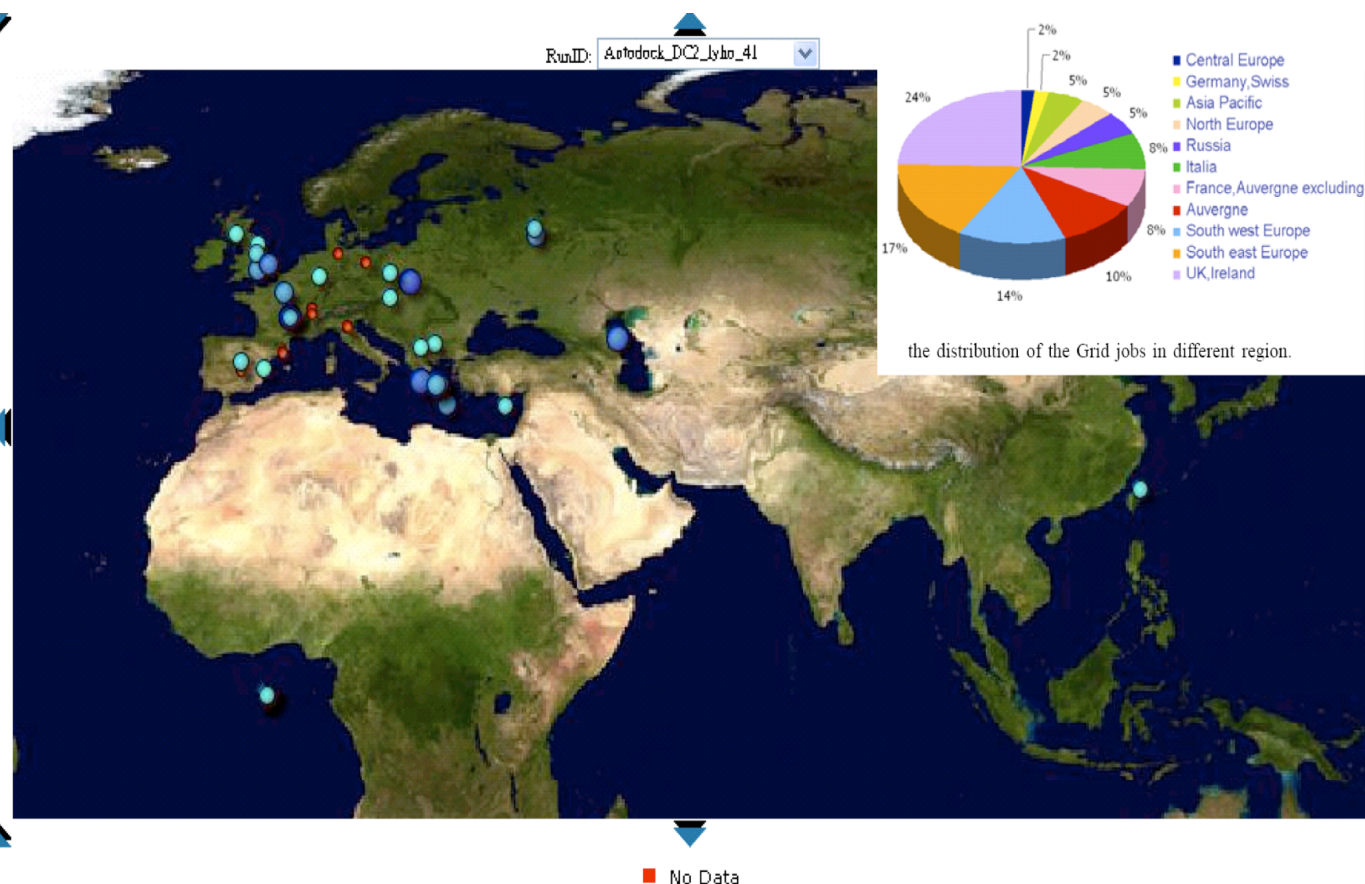 RunID: Autodock_DC2_1yho_41
2%
2%
5%
5%
5%
8%
8%
10%
14%
17%
24%
Central Europe
Germany,Swiss
Asia Pacific
North Europe
Russia
Italia
France,Auvergne excluding
Auvergne
South west Europe
South east Europe
UK,Ireland
the distribution of the Grid jobs in different region.
No Data